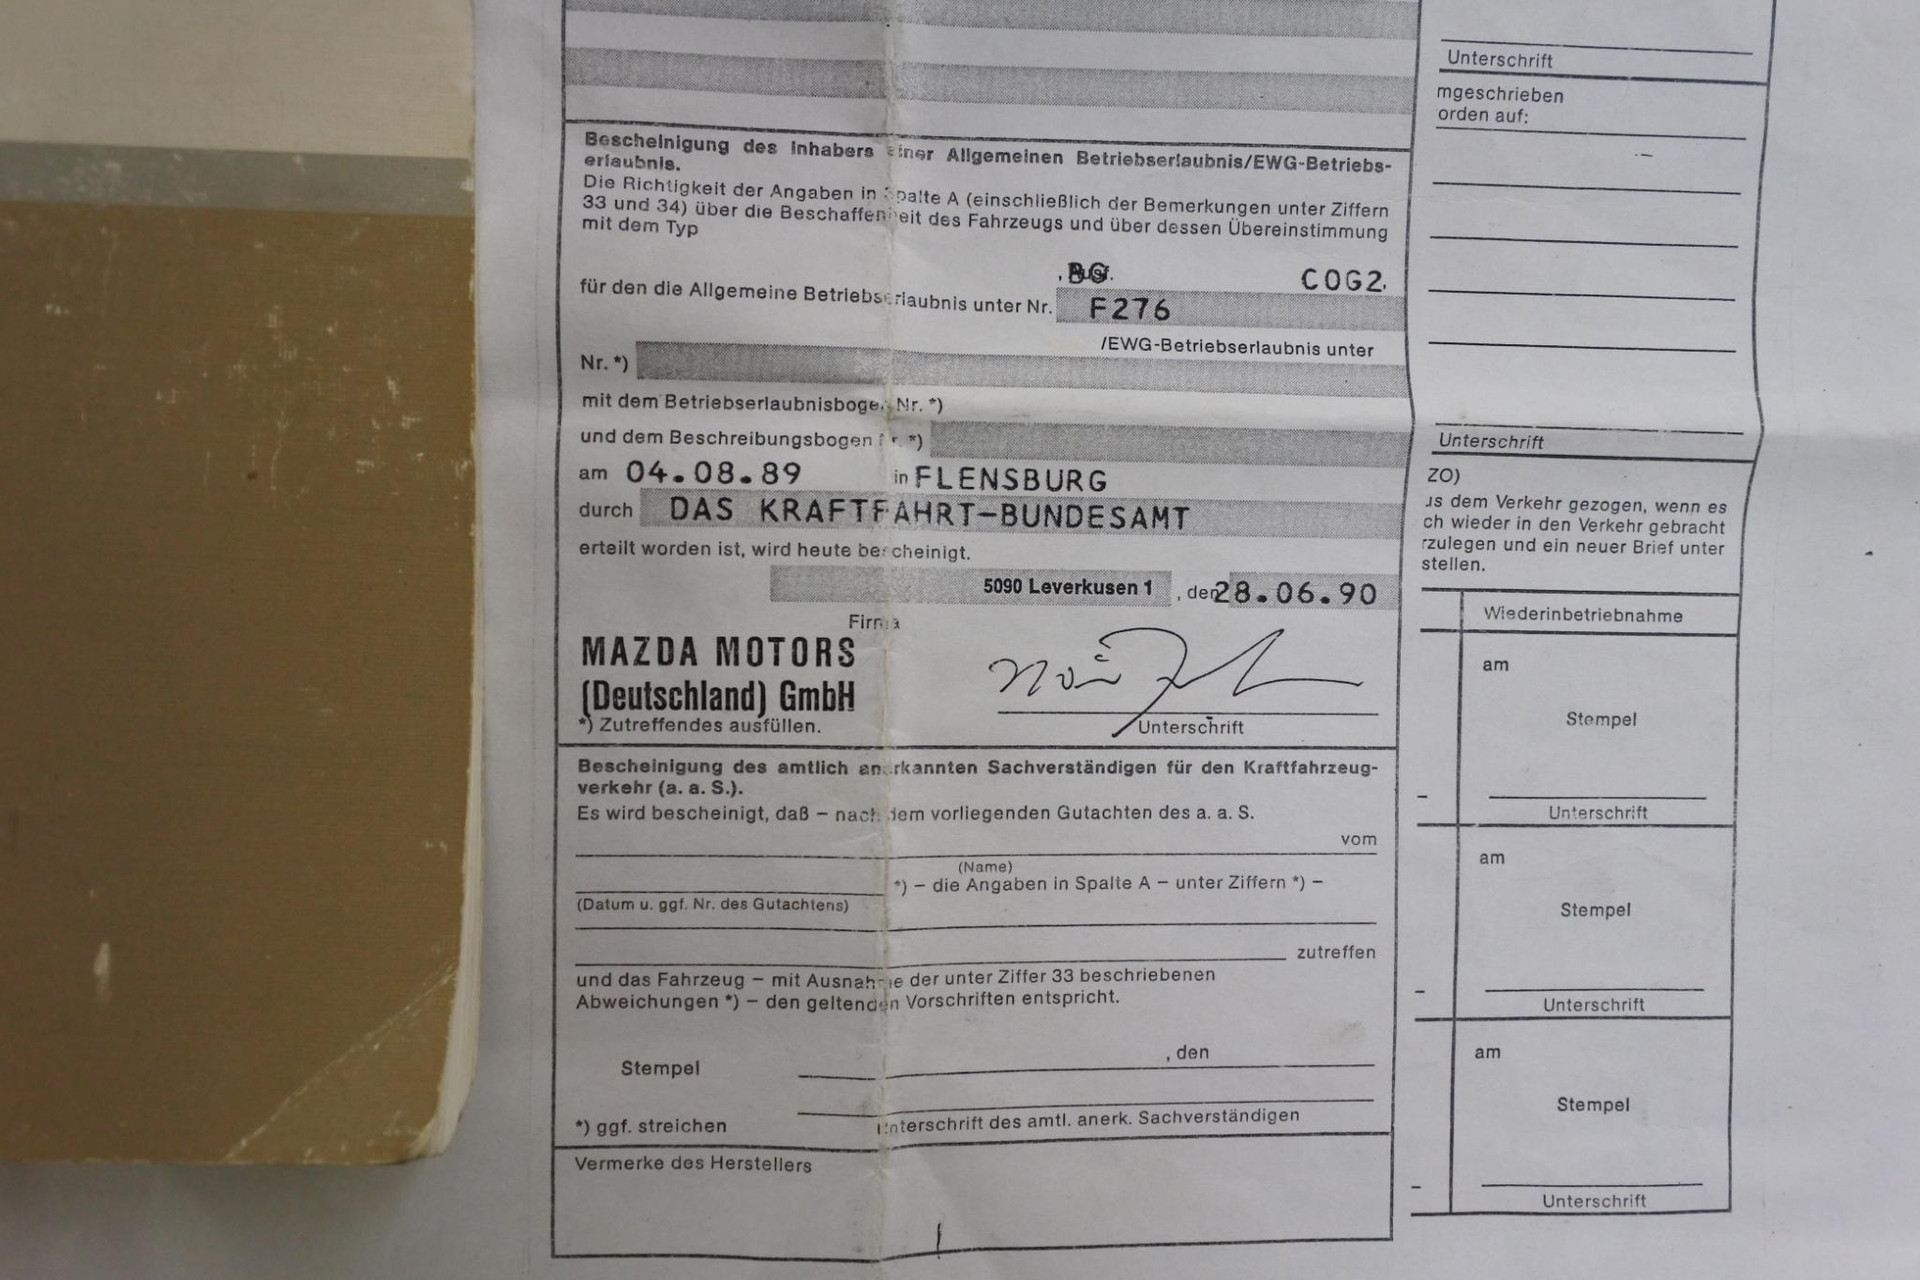 Bescheinigung des Inhabers einer Allgemeinen Betriebserlaubnis/EWG-Betriebs-
erlaubnis.
Die Richtigkeit der Angaben in Spalte A (einschließlich der Bemerkungen unter Ziffern
33 und 34) über die Beschaffenheit des Fahrzeugs und über dessen Übereinstimmung
mit dem Typ
BG COG2.
für den die Allgemeine Betriebserlaubnis unter Nr. F276
/EWG-Betriebserlaubnis unter
Nr. *)
mit dem Betriebserlaubnisbogen Nr. *)
und dem Beschreibungsbogen Nr. *)
am 04.08.89 in FLENSBURG
durch DAS KRAFTFAHRT-BUNDESAMT
erteilt worden ist, wird heute bescheinigt.
5090 Leverkusen 1 , den 28.06.90
Firma
MAZDA MOTORS
(Deutschland) GmbH
*) Zutreffendes ausfüllen.
Unterschrift
Bescheinigung des amtlich anerkannten Sachverständigen für den Kraftfahrzeug-
verkehr (a. a. S.).
Es wird bescheinigt, daß – nach dem vorliegenden Gutachten des a. a. S.
vom
(Name)
*) – die Angaben in Spalte A – unter Ziffern *) –
(Datum u. ggf. Nr. des Gutachtens)
zutreffen
und das Fahrzeug – mit Ausnahme der unter Ziffer 33 beschriebenen
Abweichungen *) – den geltenden Vorschriften entspricht.
, den
Stempel
*) ggf. streichen
Unterschrift des amtl. anerk. Sachverständigen
Vermerke des Herstellers
Unterschrift
mgeschrieben
orden auf:
Unterschrift
ZO)
us dem Verkehr gezogen, wenn es
ch wieder in den Verkehr gebracht
rzulegen und ein neuer Brief unter
stellen.
Wiederinbetriebnahme
am
Stempel
Unterschrift
am
Stempel
Unterschrift
am
Stempel
Unterschrift